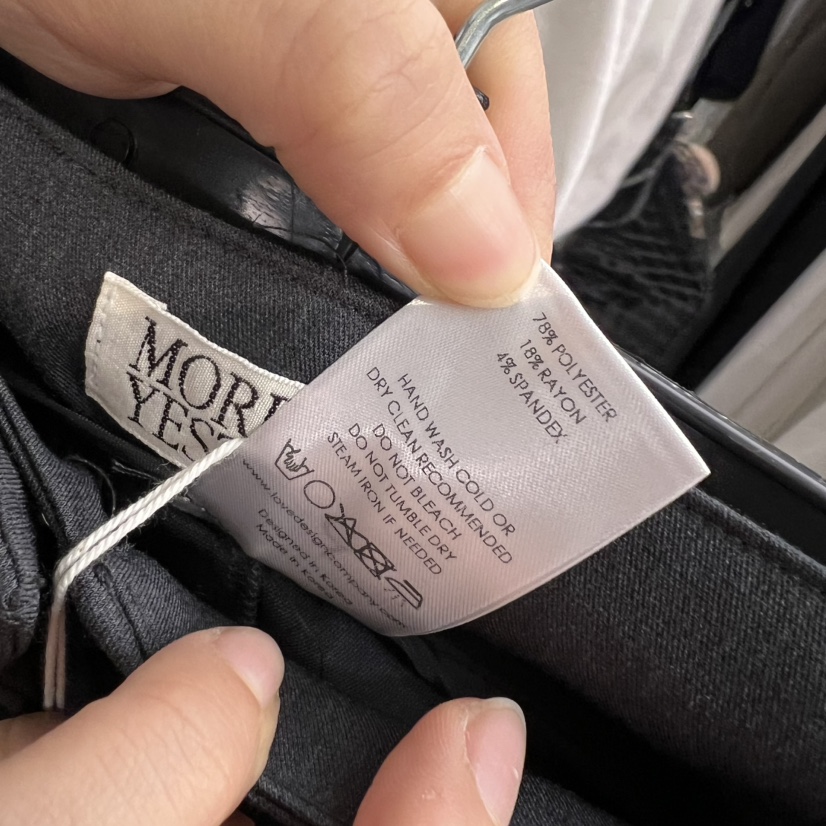 MOR
YES
78% POLYESTER
18% RAYON
4% SPANDEX
HAND WASH COLD OR
DRY CLEAN RECOMMENDED
DO NOT BLEACH
DO NOT TUMBLE DRY
STEAM IRON IF NEEDED
www.lovedesigncompany.com
Designed in Korea
Made in Korea